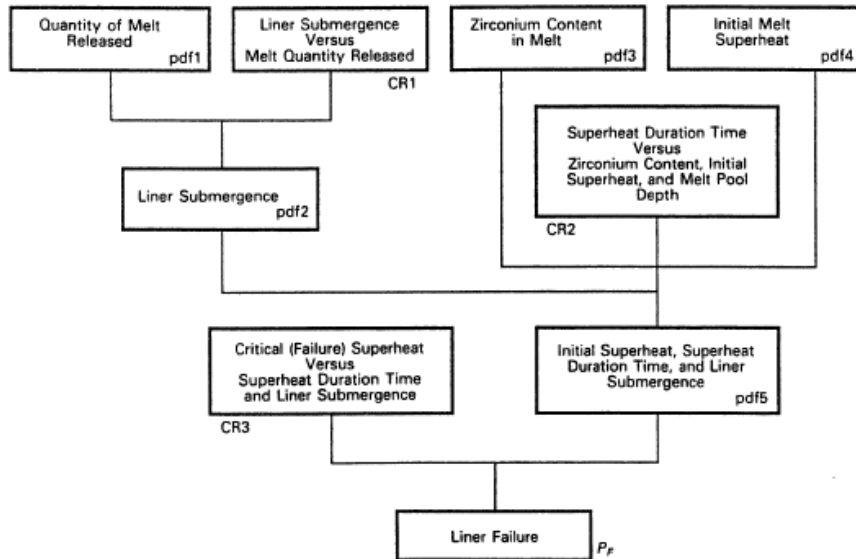 Quantity of Melt
Released
pdf1
Liner Submergence
Versus
Melt Quantity Released
CR1
Zirconium Content
in Melt
pdf3
Initial Melt
Superheat
pdf4
Superheat Duration Time
Versus
Zirconium Content, Initial
Superheat, and Melt Pool
Depth
CR2
Liner Submergence
pdf2
Critical (Failure) Superheat
Versus
Superheat Duration Time
and Liner Submergence
CR3
Initial Superheat, Superheat
Duration Time, and Liner
Submergence
pdf5
Liner Failure
PF